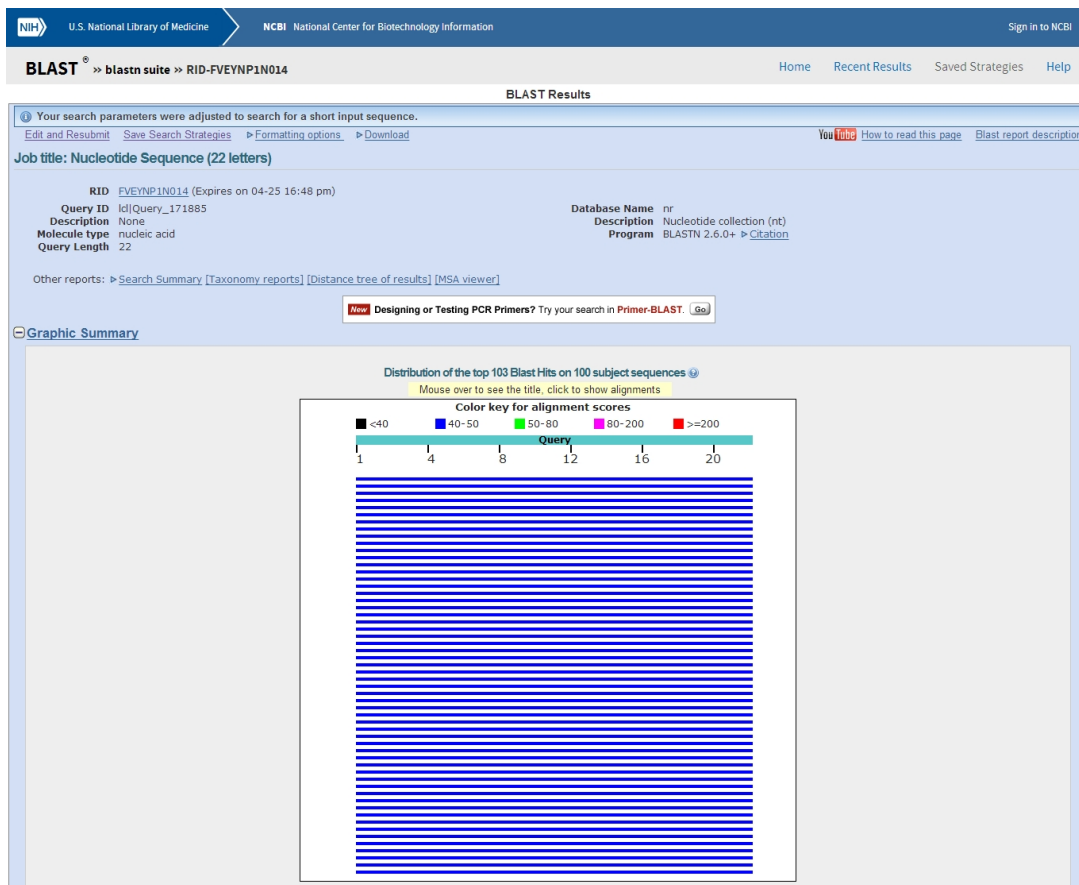 NIH U.S. National Library of Medicine NCBI National Center for Biotechnology Information Sign in to NCBI
BLAST ® » blastn suite » RID-FVEYNP1N014 Home Recent Results Saved Strategies Help
BLAST Results
Your search parameters were adjusted to search for a short input sequence.
Edit and Resubmit Save Search Strategies Formatting options Download You Tube How to read this page Blast report description
Job title: Nucleotide Sequence (22 letters)
RID FVEYNP1N014 (Expires on 04-25 16:48 pm)
Query ID lcl|Query_171885 Database Name nr
Description None Description Nucleotide collection (nt)
Molecule type nucleic acid Program BLASTN 2.6.0+ Citation
Query Length 22
Other reports: Search Summary [Taxonomy reports] [Distance tree of results] [MSA viewer]
New Designing or Testing PCR Primers? Try your search in Primer-BLAST. Go
Graphic Summary
Distribution of the top 103 Blast Hits on 100 subject sequences
Mouse over to see the title, click to show alignments
Color key for alignment scores
<40 40-50 50-80 80-200 >=200
Query
1 4 8 12 16 20